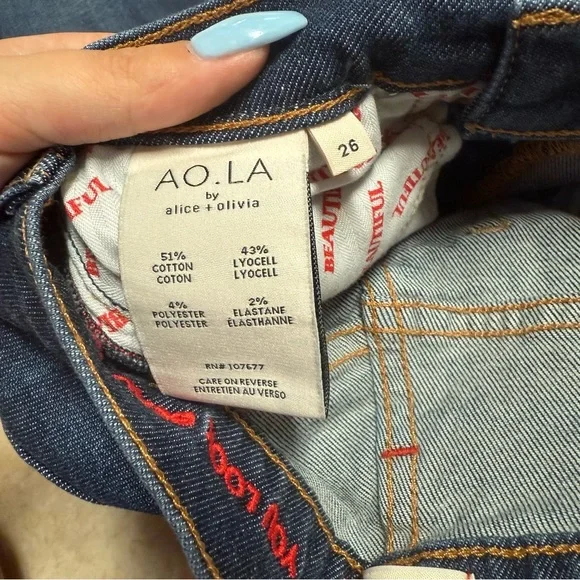 AO.LA
by
alice + olivia
51%
COTTON
COTON
43%
LYOCELL
LYOCELL
4%
POLYESTER
POLYESTER
2%
ELASTANE
ÉLASTHANNE
RN# 107677
CARE ON REVERSE
ENTRETIEN AU VERSO
26
BEAUTIFUL
BEAUTIFUL
YOU LOOK